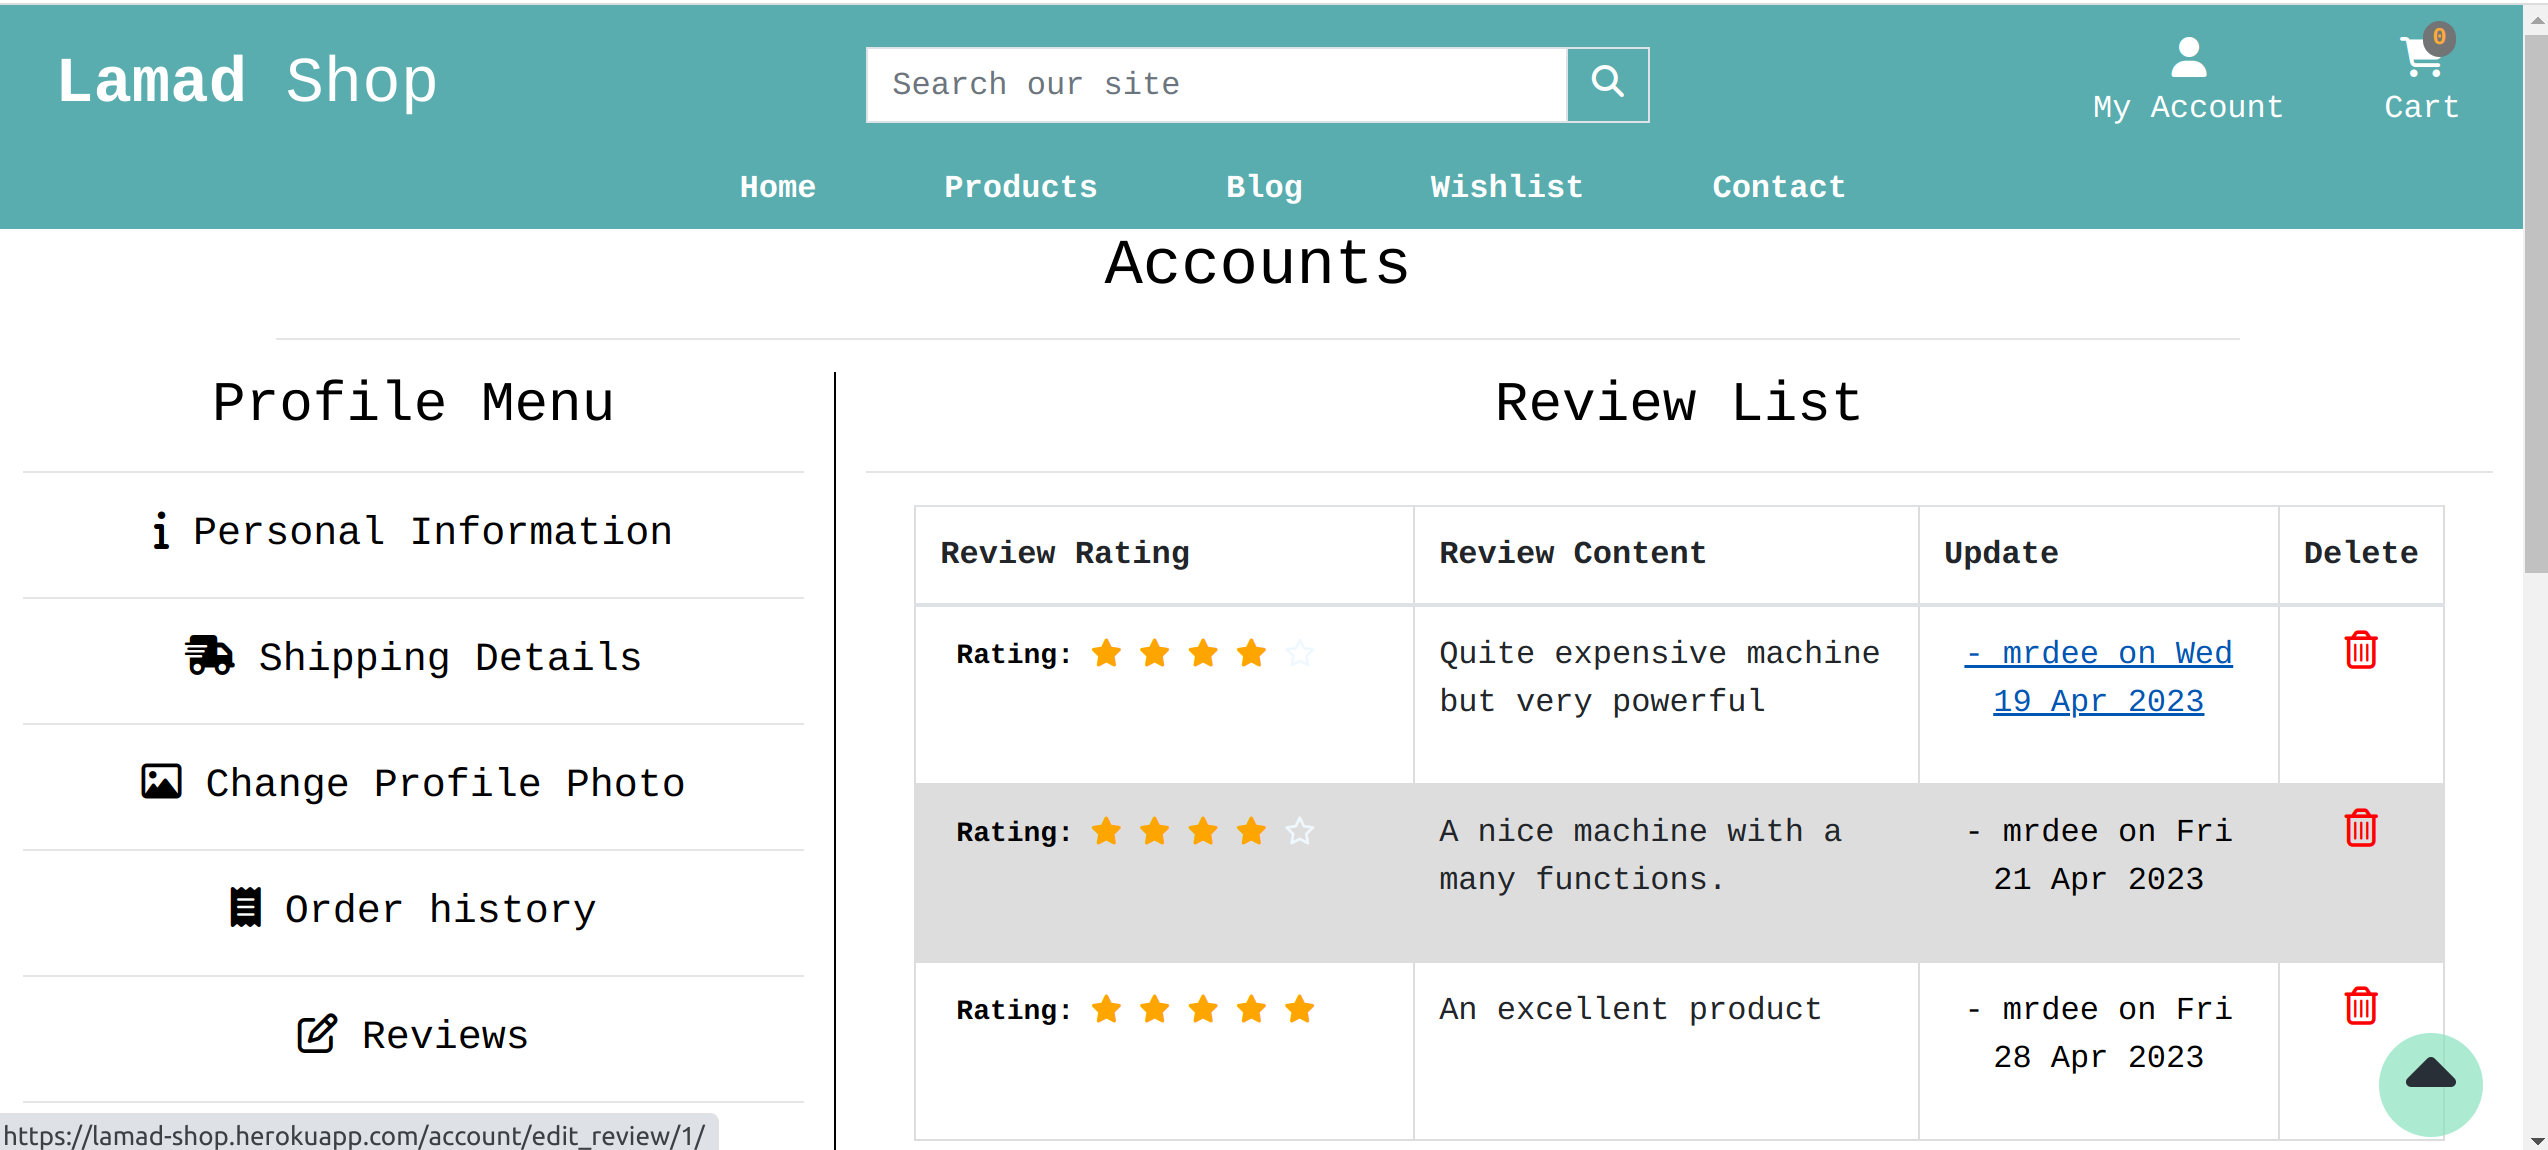 Lamad Shop
Search our site
My Account
0
Cart
Home Products Blog Wishlist Contact
Accounts
Profile Menu
Personal Information
Shipping Details
Change Profile Photo
Order history
Reviews
Review List
Review Rating Review Content Update Delete
Rating: Quite expensive machine - mrdee on Wed
but very powerful 19 Apr 2023
Rating: A nice machine with a - mrdee on Fri
many functions. 21 Apr 2023
Rating: An excellent product - mrdee on Fri
28 Apr 2023
https://lamad-shop.herokuapp.com/account/edit_review/1/